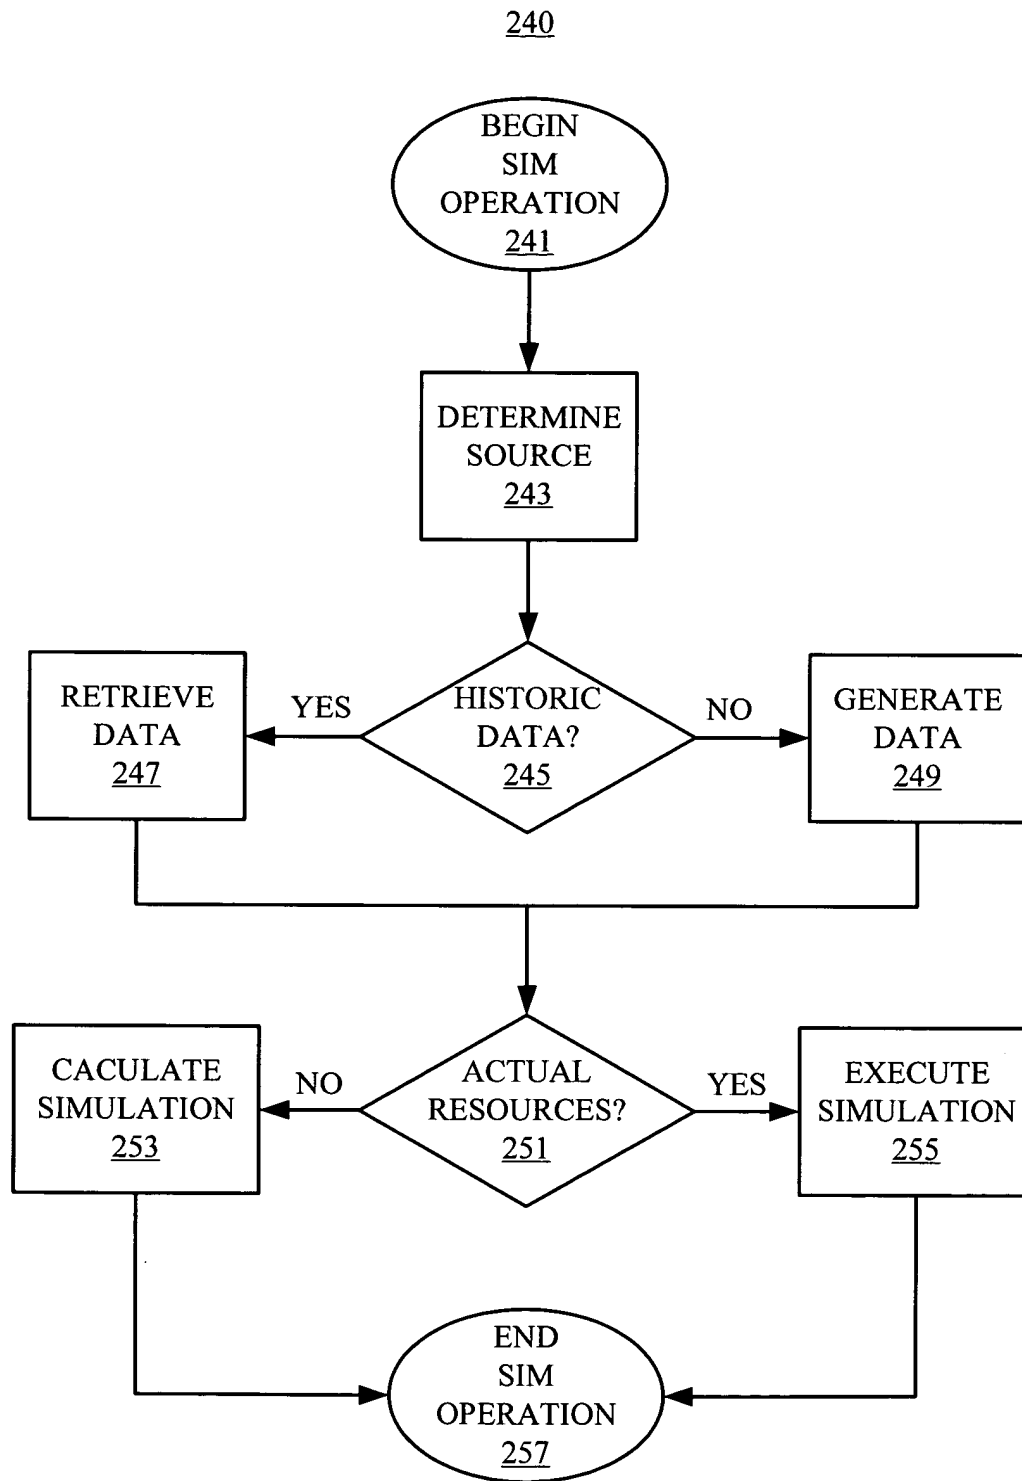 240
BEGIN
SIM
OPERATION
241
DETERMINE
SOURCE
243
RETRIEVE
DATA
247
YES
HISTORIC
DATA?
245
NO
GENERATE
DATA
249
CACULATE
SIMULATION
253
NO
ACTUAL
RESOURCES?
251
YES
EXECUTE
SIMULATION
255
END
SIM
OPERATION
257